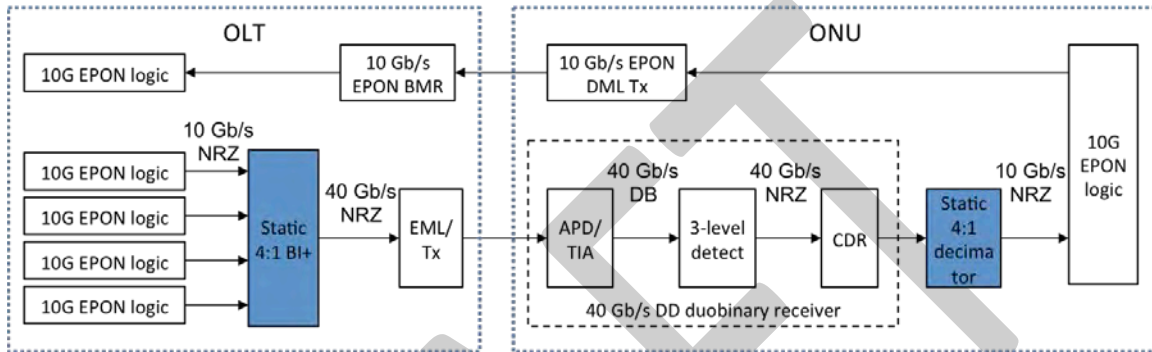 OLT
ONU
10G EPON logic
10 Gb/s
EPON BMR
10 Gb/s EPON
DML Tx
10G
EPON
logic
10 Gb/s
NRZ
10G EPON logic
10G EPON logic
10G EPON logic
10G EPON logic
Static
4:1 BI+
40 Gb/s
NRZ
EML/
Tx
APD/
TIA
40 Gb/s
DB
3-level
detect
40 Gb/s
NRZ
CDR
40 Gb/s DD duobinary receiver
Static
4:1
decima
tor
10 Gb/s
NRZ